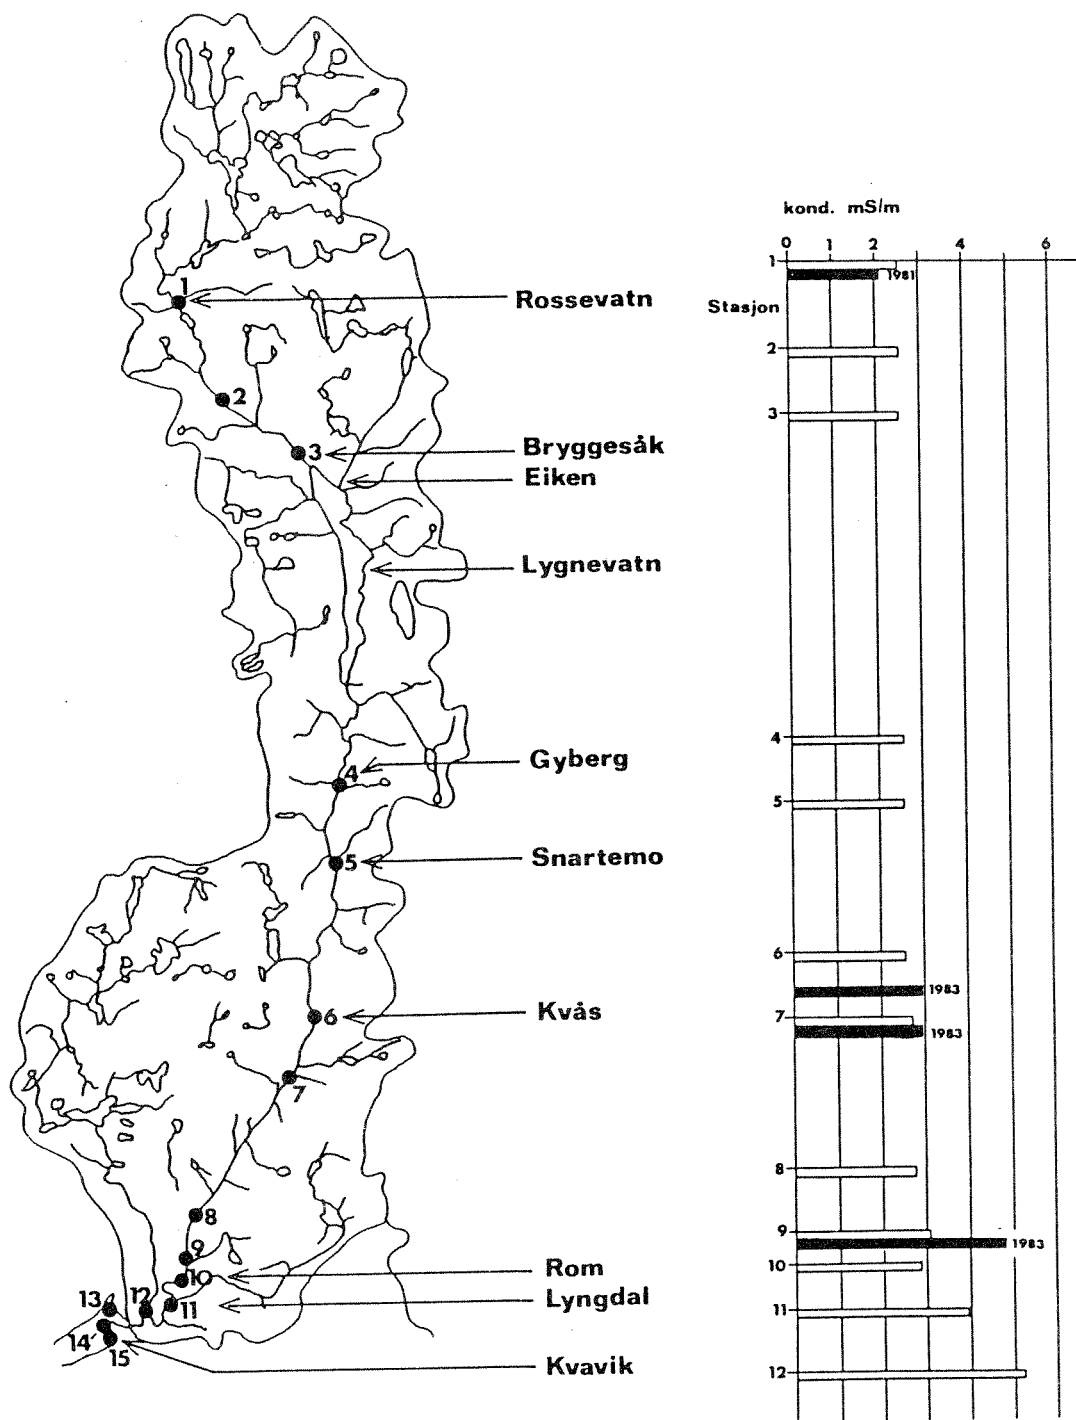 kond. mS/m
0 1 2 4 6
1
1981
Stasjon
2
3
4
5
6
1983
7
1983
8
9
1983
10
11
12
1
Rossevatn
2
3
Bryggesåk
Eiken
Lygnevatn
4
Gyberg
5
Snartemo
6
Kvås
7
8
9
10
Rom
11
Lyngdal
12
13
14
15
Kvavik